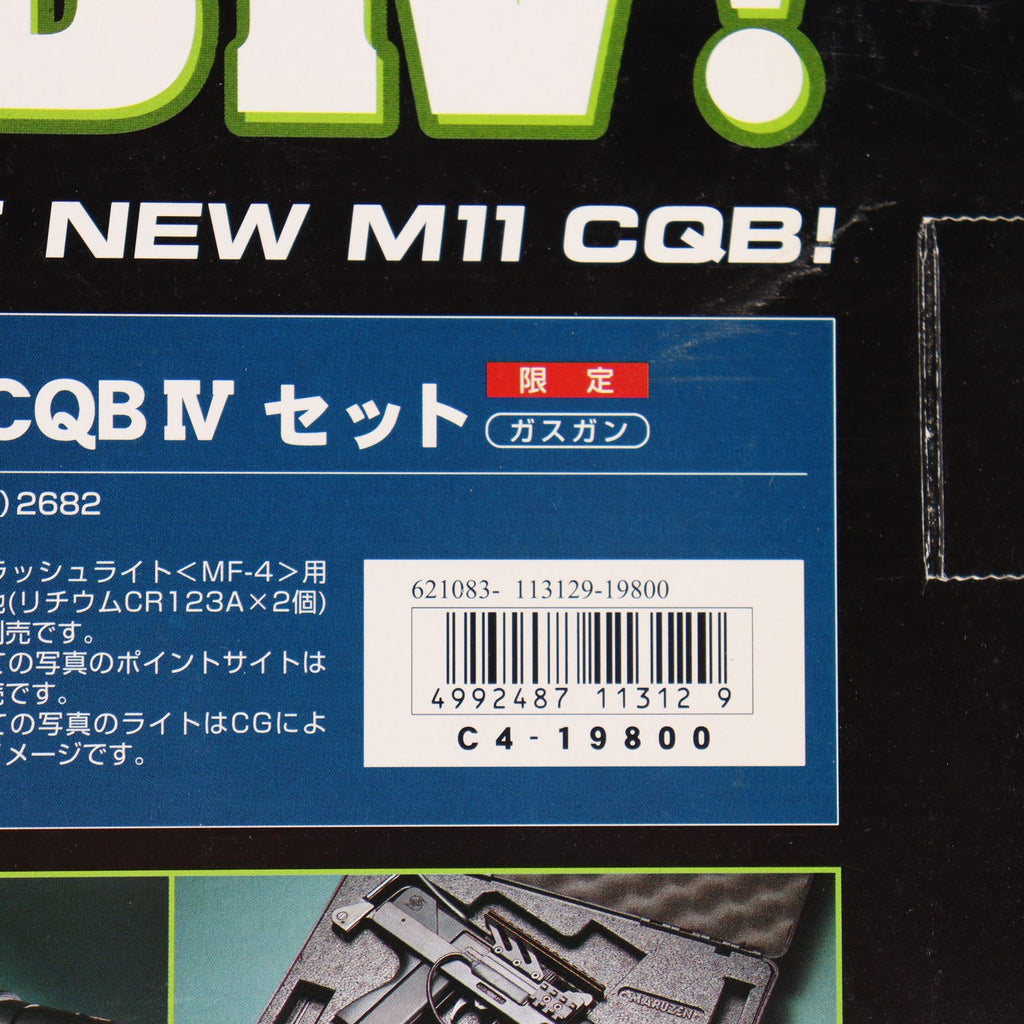 BIV!
NEW M11 CQB!
CQB IV セット
限 定
ガスガン
)2682
ラッシュライト<MF-4>用
(リチウムCR123A×2個)
売です。
ての写真のポイントサイトは
売です。
ての写真のライトはCGによ
イメージです。
621083- 113129-19800
4992487 11312 9
C4-19800
MARUZEN